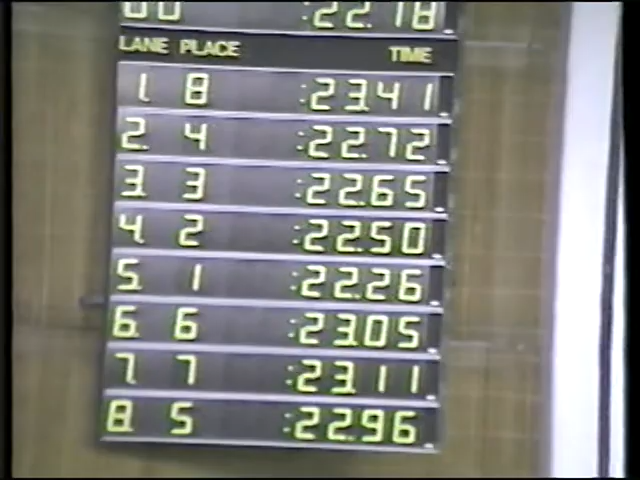 :22.18
LANE PLACE TIME
1. 8 :23.41
2. 4 :22.72
3. 3 :22.65
4. 2 :22.50
5. 1 :22.26
6. 6 :23.05
7. 7 :23.11
8. 5 :22.96